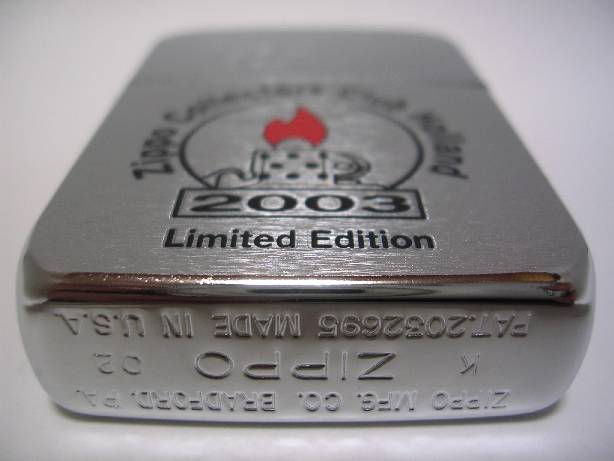 Zippo Collectors Club Holland
2003
Limited Edition
ZIPPO MFG. CO. BRADFORD, PA.
K ZIPPO 02
PAT.2032695 MADE IN U.S.A.